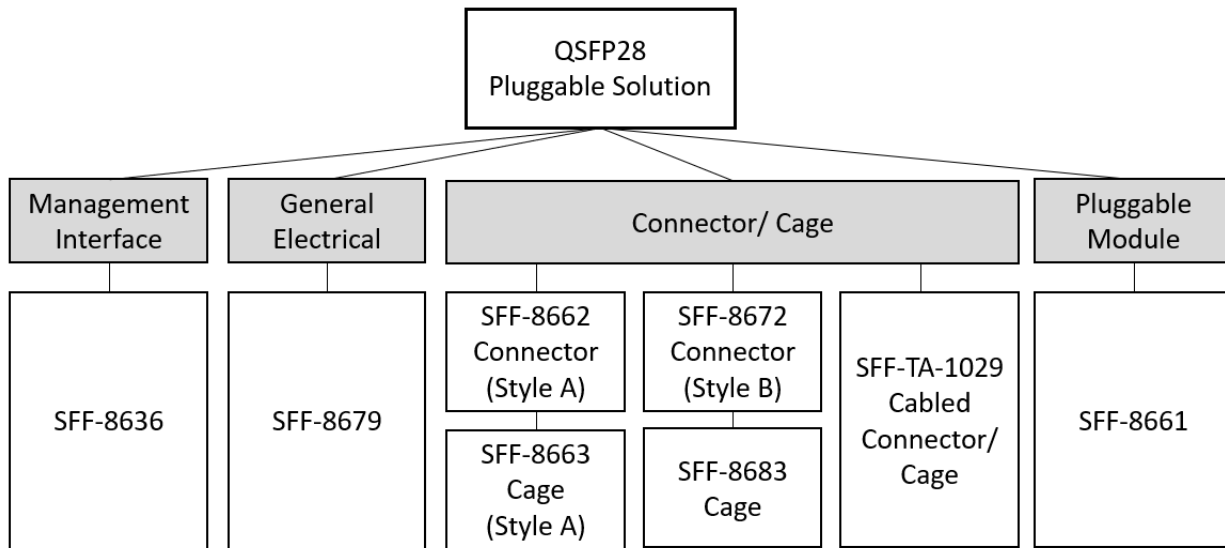 QSFP28
Pluggable Solution
Management
Interface
General
Electrical
Connector/ Cage
Pluggable
Module
SFF-8636
SFF-8679
SFF-8662
Connector
(Style A)
SFF-8663
Cage
(Style A)
SFF-8672
Connector
(Style B)
SFF-8683
Cage
SFF-TA-1029
Cabled
Connector/
Cage
SFF-8661